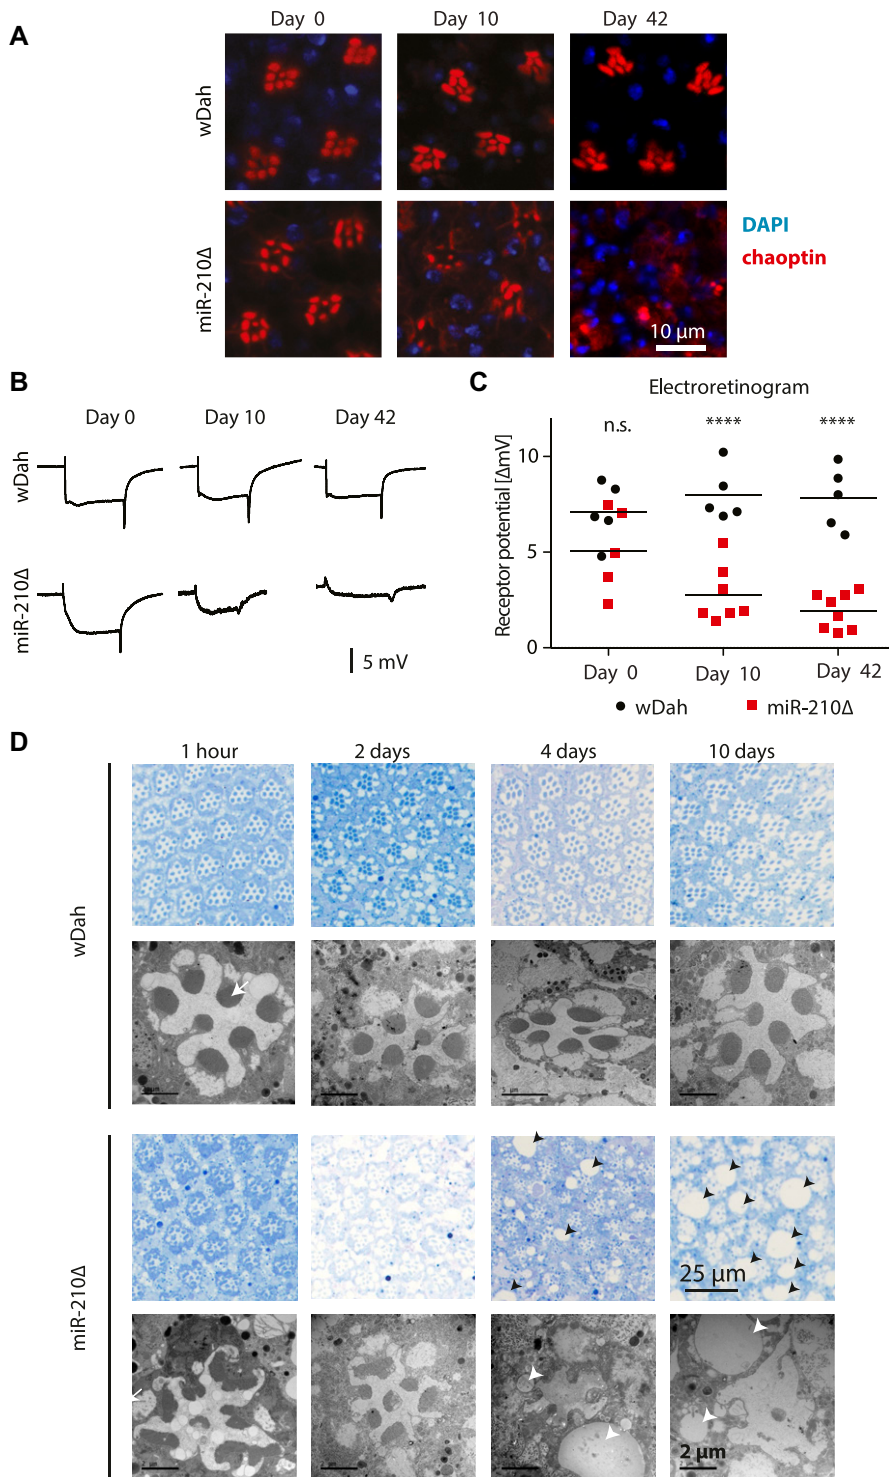 A
Day 0
Day 10
Day 42
wDah
miR-210Δ
DAPI
chaoptin
10 µm
B
Day 0
Day 10
Day 42
wDah
miR-210Δ
5 mV
C
Electroretinogram
n.s.
****
****
Receptor potential [ΔmV]
10
5
0
Day 0
Day 10
Day 42
wDah
miR-210Δ
D
1 hour
2 days
4 days
10 days
wDah
miR-210Δ
25 µm
2 µm